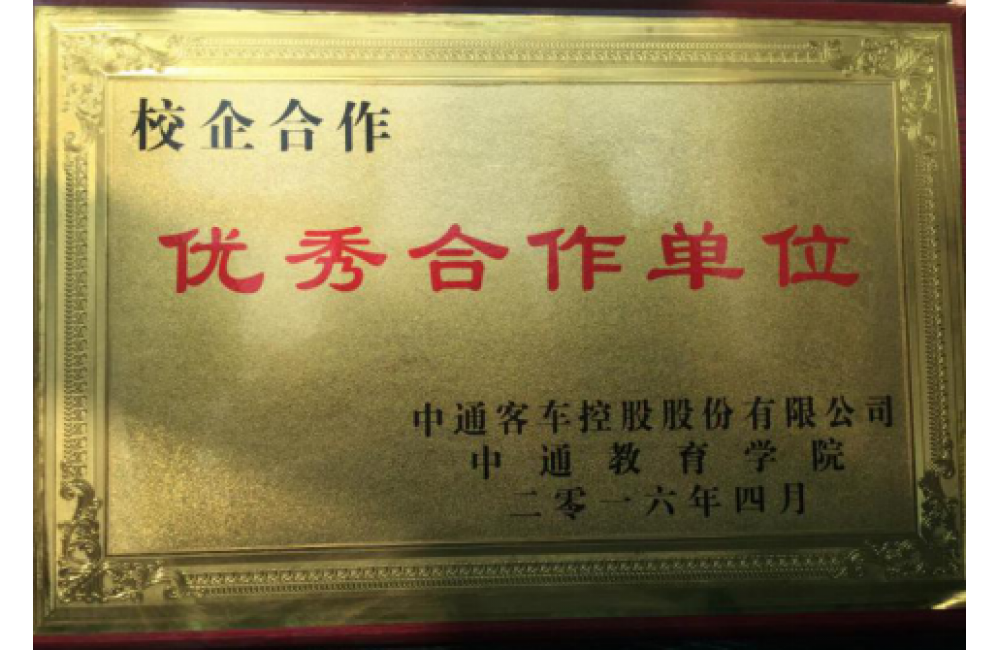 校企合作
优秀合作单位
中通客车控股股份有限公司
中通教育学院
二零一六年四月